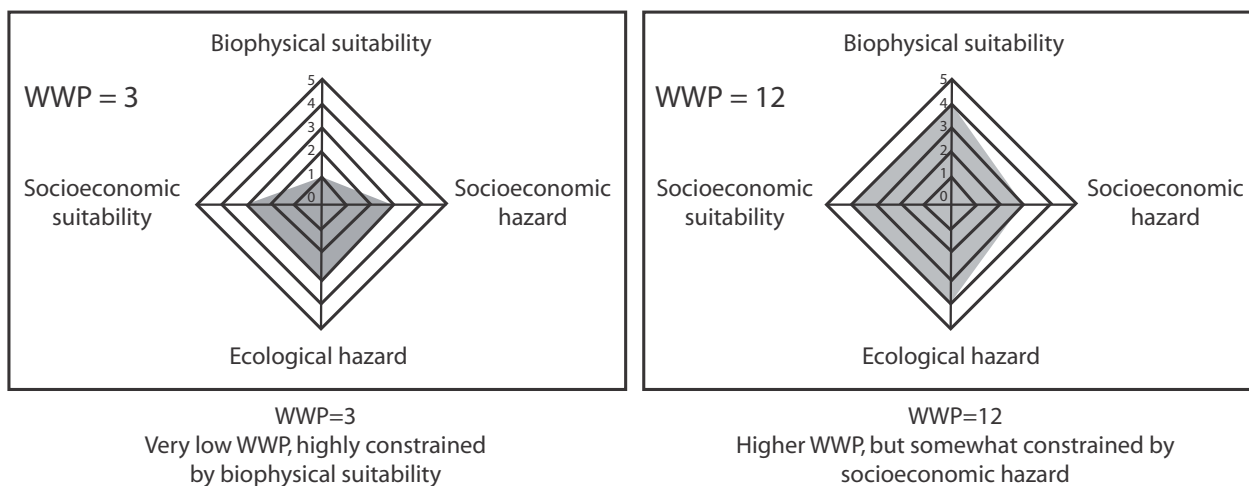 Biophysical suitability
WWP = 3
5
4
3
2
1
0
Socioeconomic
suitability
Socioeconomic
hazard
Ecological hazard
WWP=3
Very low WWP, highly constrained
by biophysical suitability
Biophysical suitability
WWP = 12
5
4
3
2
1
0
Socioeconomic
suitability
Socioeconomic
hazard
Ecological hazard
WWP=12
Higher WWP, but somewhat constrained by
socioeconomic hazard